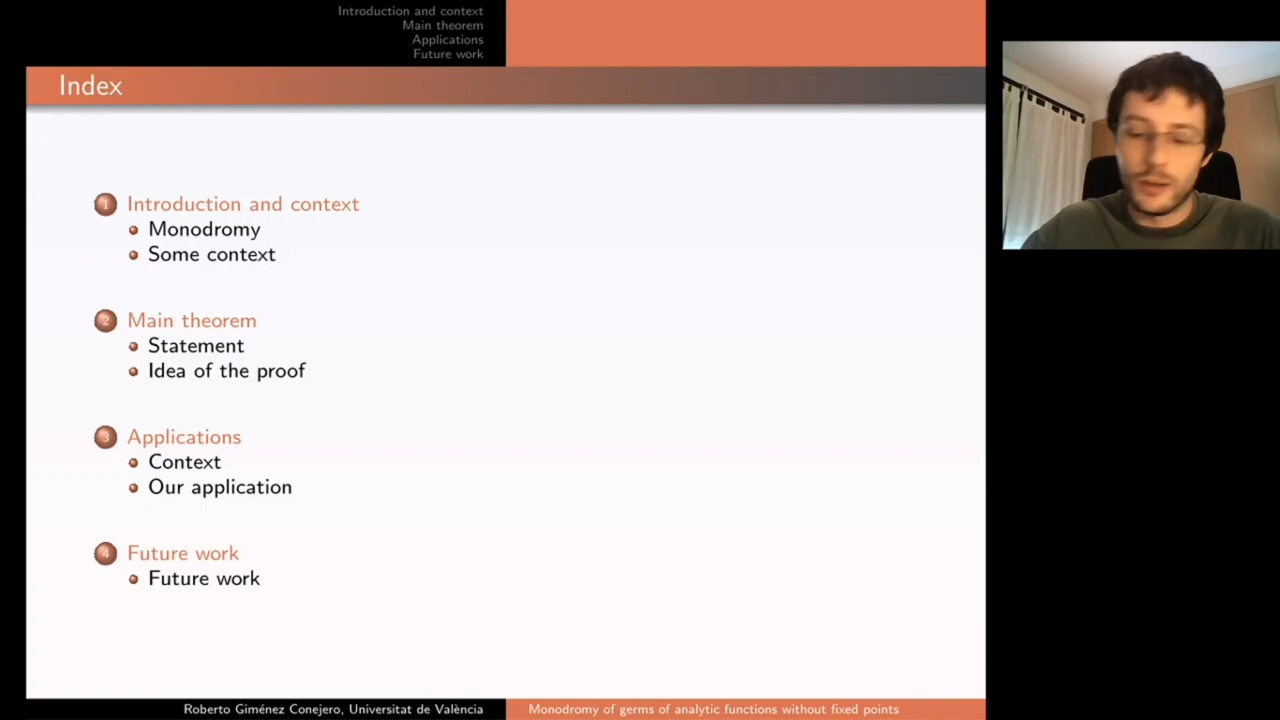 Introduction and context
Main theorem
Applications
Future work
Index
1 Introduction and context
Monodromy
Some context
2 Main theorem
Statement
Idea of the proof
3 Applications
Context
Our application
4 Future work
Future work
Roberto Giménez Conejero, Universitat de València
Monodromy of germs of analytic functions without fixed points